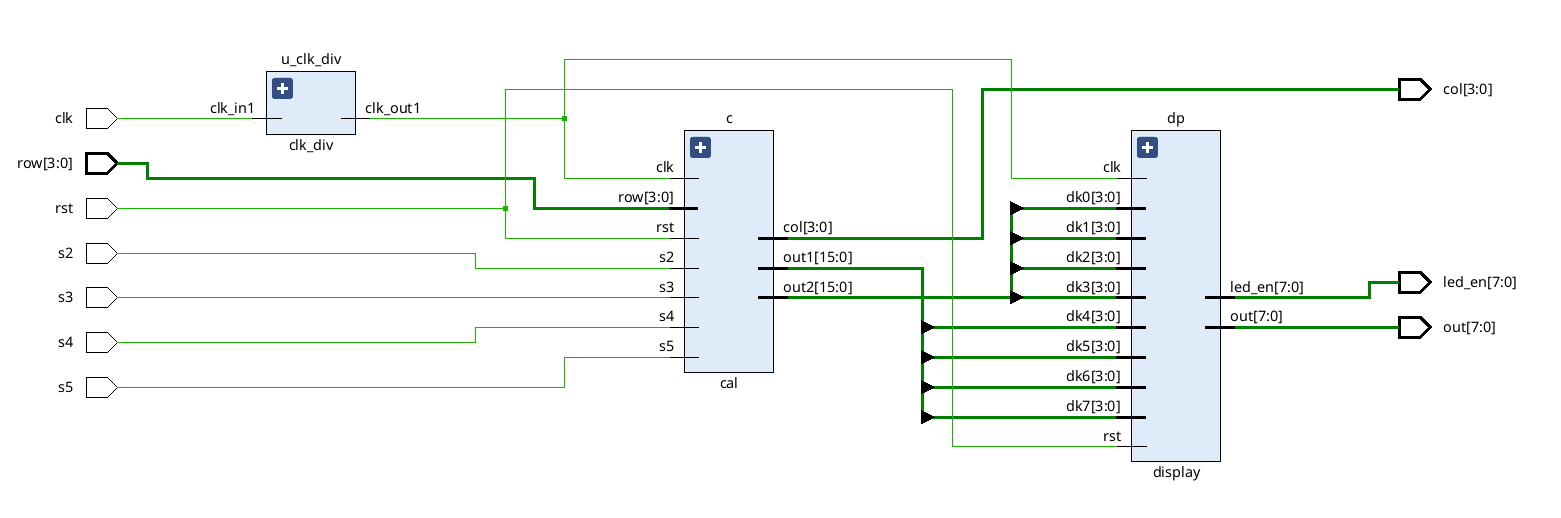 u_clk_div
clk
clk_in1
clk_out1
clk_div
row[3:0]
rst
s2
s3
s4
s5
c
clk
row[3:0]
rst
s2
s3
s4
s5
col[3:0]
out1[15:0]
out2[15:0]
cal
dp
clk
dk0[3:0]
dk1[3:0]
dk2[3:0]
dk3[3:0]
dk4[3:0]
dk5[3:0]
dk6[3:0]
dk7[3:0]
rst
led_en[7:0]
out[7:0]
display
col[3:0]
led_en[7:0]
out[7:0]